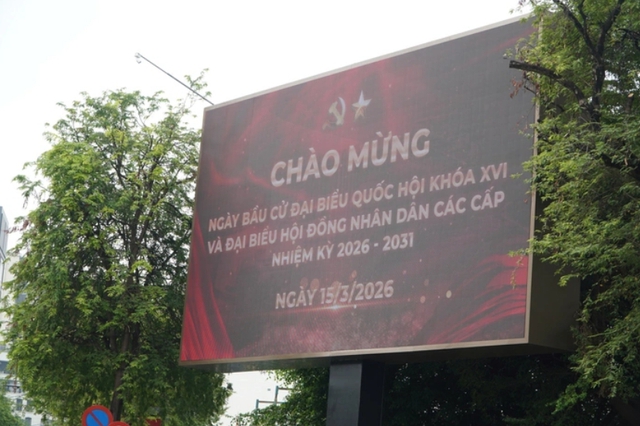 CHÀO MỪNG
NGÀY BẦU CỬ ĐẠI BIỂU QUỐC HỘI KHÓA XVI
VÀ ĐẠI BIỂU HỘI ĐỒNG NHÂN DÂN CÁC CẤP
NHIỆM KỲ 2026 - 2031
NGÀY 15/3/2026